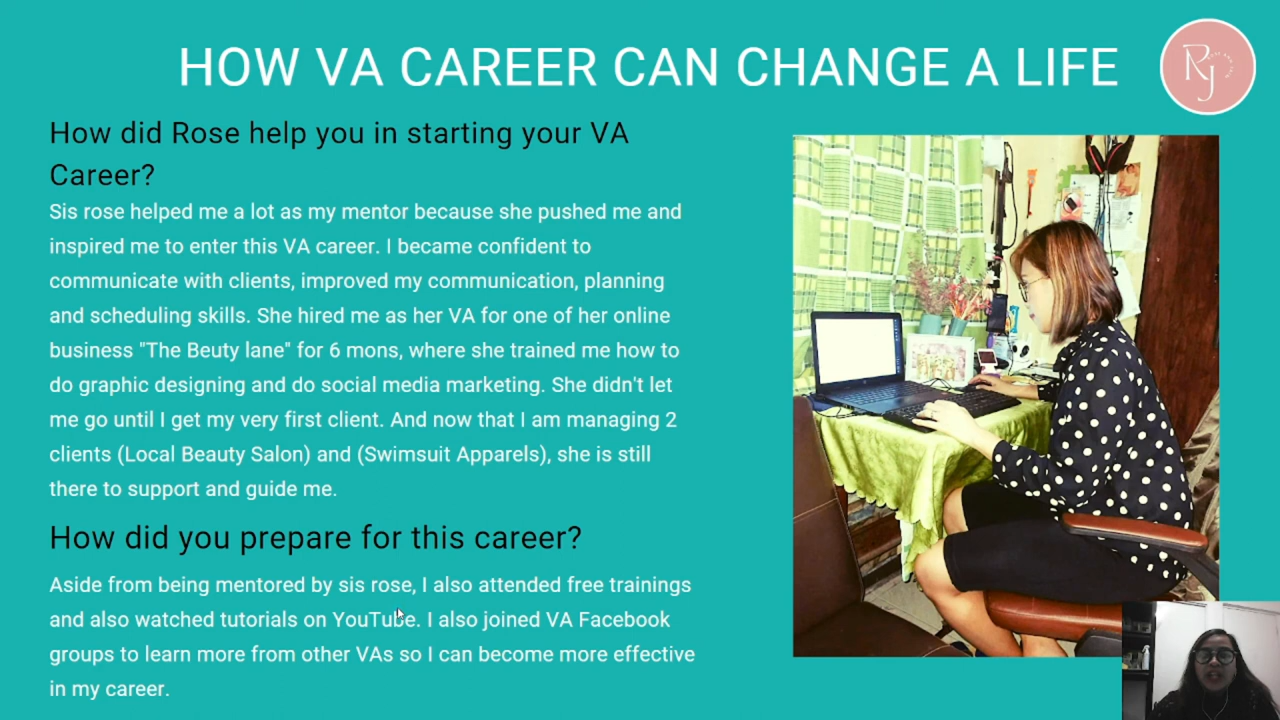 HOW VA CAREER CAN CHANGE A LIFE
RJ
How did Rose help you in starting your VA
Career?
Sis rose helped me a lot as my mentor because she pushed me and
inspired me to enter this VA career. I became confident to
communicate with clients, improved my communication, planning
and scheduling skills. She hired me as her VA for one of her online
business "The Beuty lane" for 6 mons, where she trained me how to
do graphic designing and do social media marketing. She didn't let
me go until I get my very first client. And now that I am managing 2
clients (Local Beauty Salon) and (Swimsuit Apparels), she is still
there to support and guide me.
How did you prepare for this career?
Aside from being mentored by sis rose, I also attended free trainings
and also watched tutorials on YouTube. I also joined VA Facebook
groups to learn more from other VAs so I can become more effective
in my career.